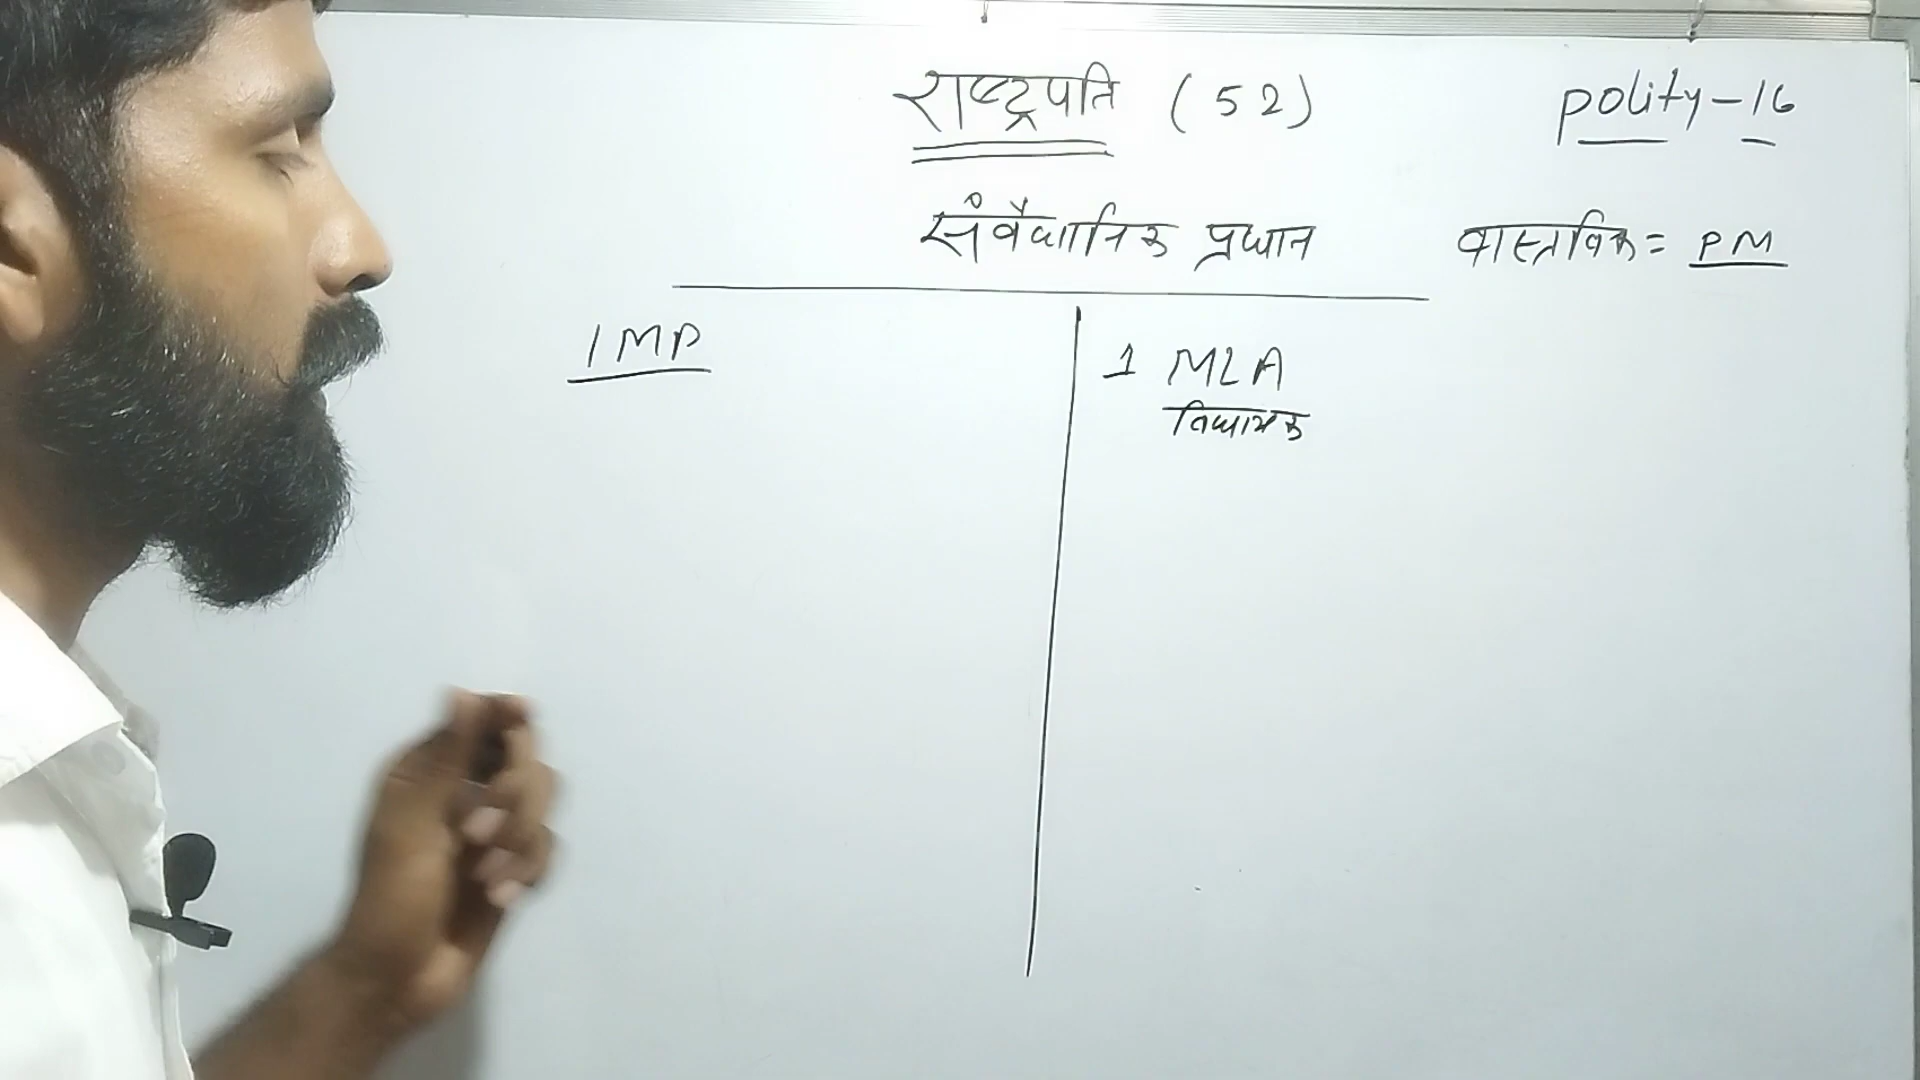 राष्ट्रपति (52)
polity-16
संवैधानिक प्रधान
वास्तविक = PM
1 MP
1 MLA
विधायक